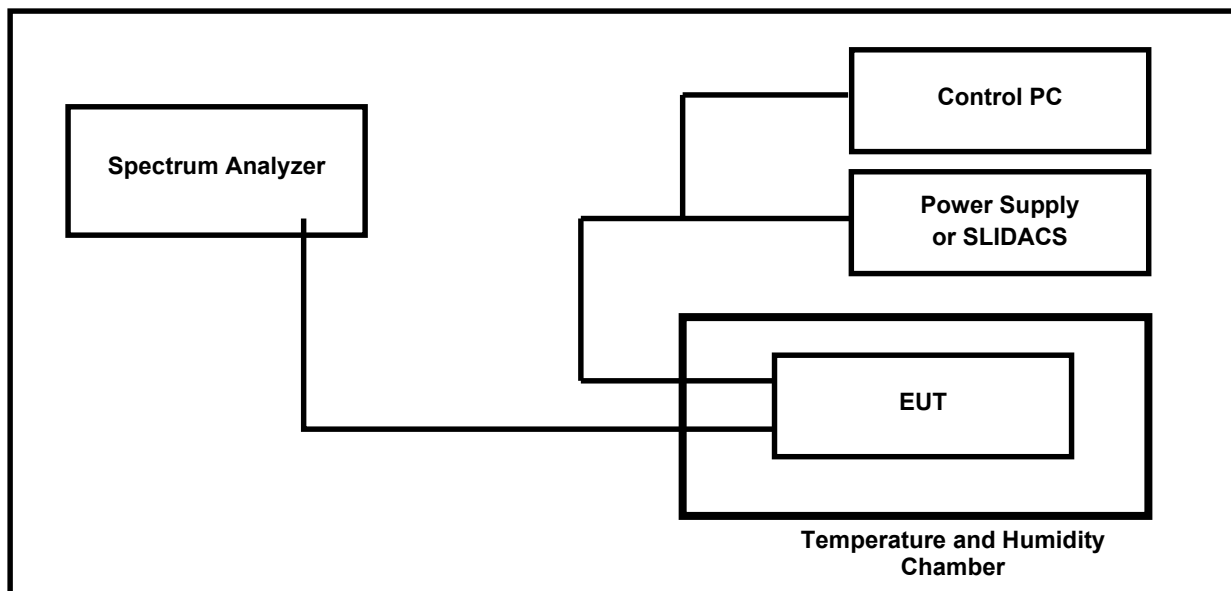 Control PC
Spectrum Analyzer
Power Supply
or SLIDACS
EUT
Temperature and Humidity
Chamber